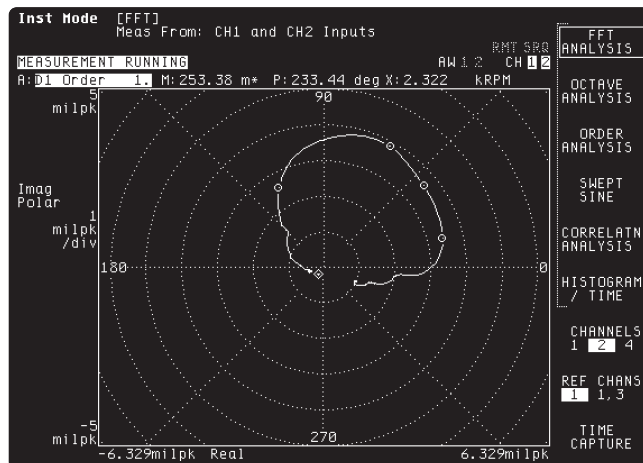 Inst Mode [FFT]
Meas From: CH1 and CH2 Inputs
RMT SRQ
MEASUREMENT RUNNING
AW 1 2 CH 1 2
A: D1 Order 1. M: 253.38 m* P: 233.44 deg X: 2.322 kRPM
5
milpk
90
Imag
Polar
1
milpk
/div
180
0
-5
milpk
270
-6.329milpk Real 6.329milpk
FFT
ANALYSIS
OCTAVE
ANALYSIS
ORDER
ANALYSIS
SWEPT
SINE
CORRELATN
ANALYSIS
HISTOGRAM
/ TIME
CHANNELS
1 2 4
REF CHANS
1 1,3
TIME
CAPTURE